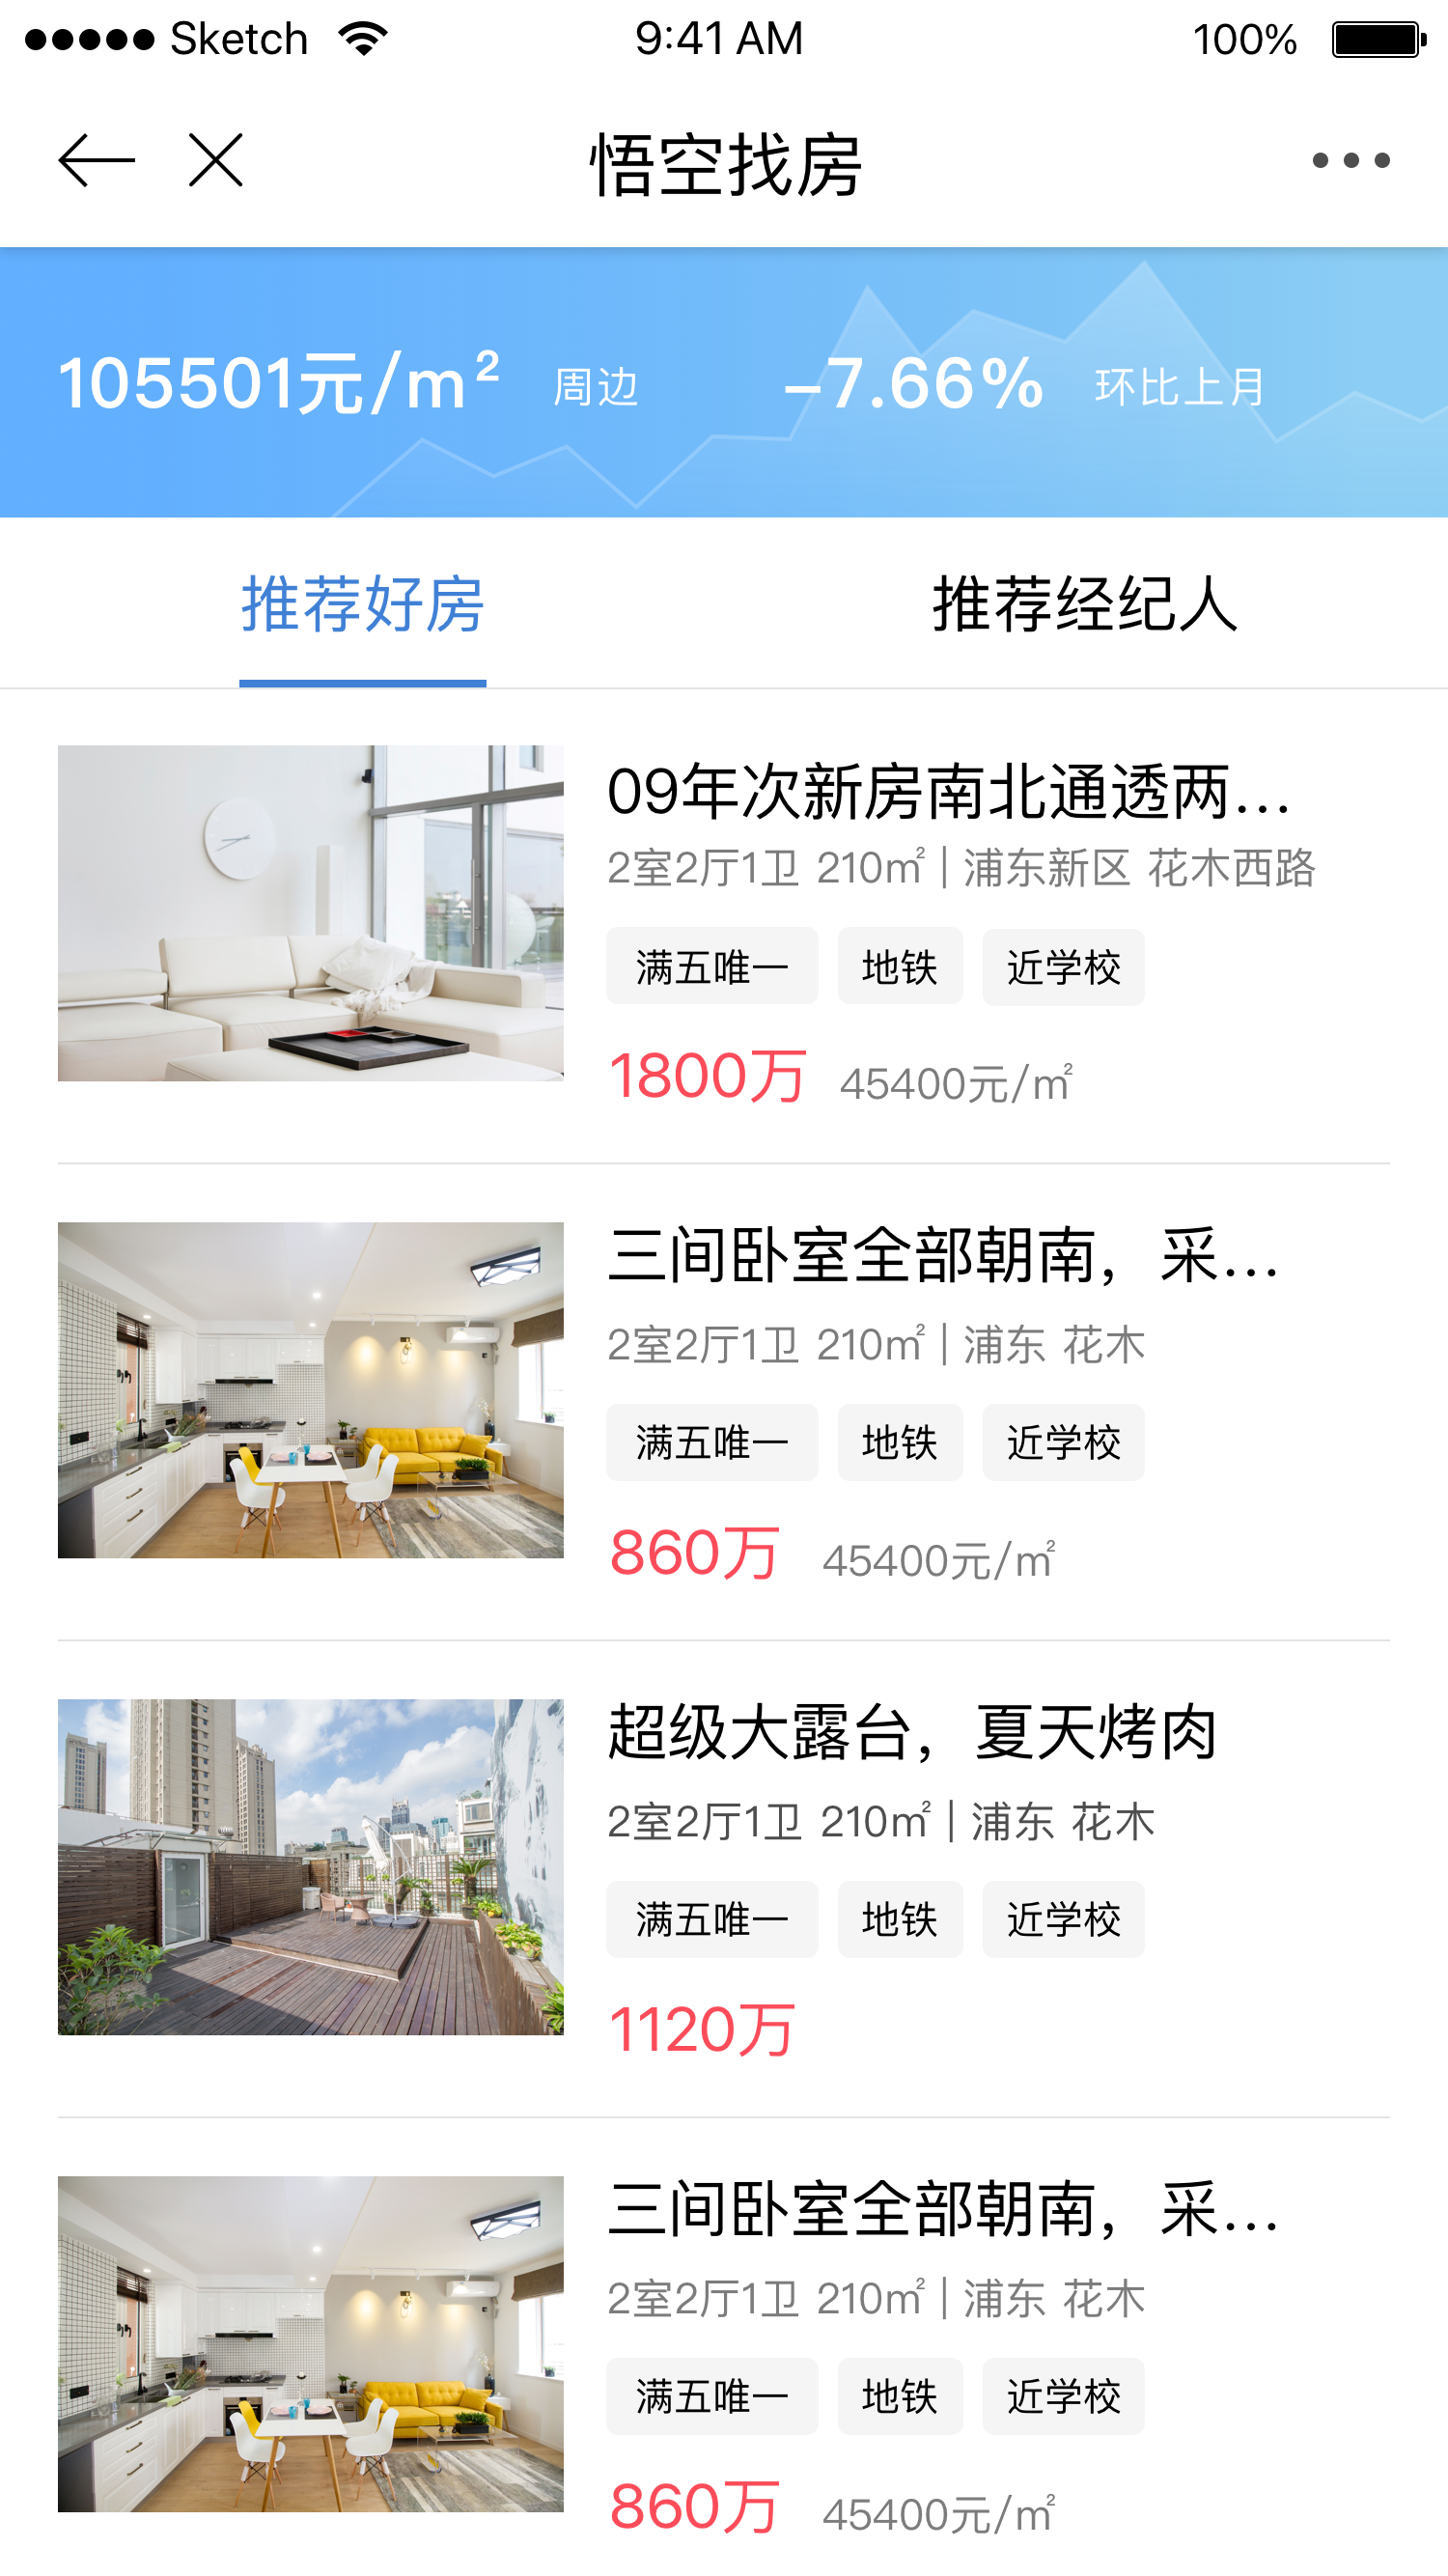 Sketch 9:41 AM 100%
悟空找房
105501元/m² 周边 -7.66% 环比上月
推荐好房 推荐经纪人
09年次新房南北通透两...
2室2厅1卫 210㎡ | 浦东新区 花木西路
满五唯一 地铁 近学校
1800万 45400元/㎡
三间卧室全部朝南，采...
2室2厅1卫 210㎡ | 浦东 花木
满五唯一 地铁 近学校
860万 45400元/㎡
超级大露台，夏天烤肉
2室2厅1卫 210㎡ | 浦东 花木
满五唯一 地铁 近学校
1120万
三间卧室全部朝南，采...
2室2厅1卫 210㎡ | 浦东 花木
满五唯一 地铁 近学校
860万 45400元/㎡